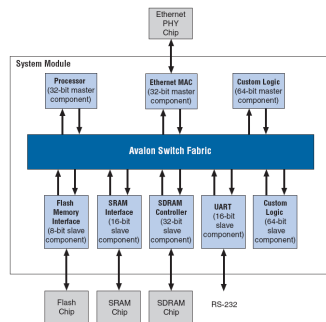 Ethernet
PHY
Chip
System Module
Processor
(32-bit master
component)
Ethernet MAC
(32-bit master
component)
Custom Logic
(64-bit master
component)
Avalon Switch Fabric
Flash
Memory
Interface
(8-bit slave
component)
SRAM
Interface
(16-bit
slave
component)
SDRAM
Controller
(32-bit
slave
component)
UART
(16-bit
slave
component)
Custom
Logic
(64-bit
slave
component)
Flash
Chip
SRAM
Chip
SDRAM
Chip
RS-232